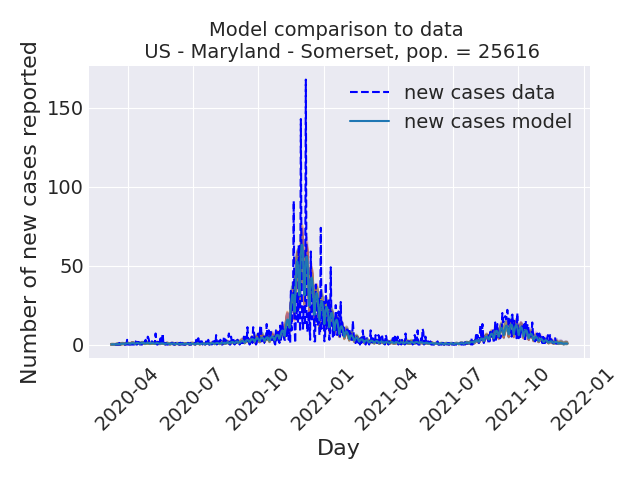 Model comparison to data
US - Maryland - Somerset, pop. = 25616
Number of new cases reported
150
100
50
0
new cases data
new cases model
2020-04
2020-07
2020-10
2021-01
2021-04
2021-07
2021-10
2022-01
Day